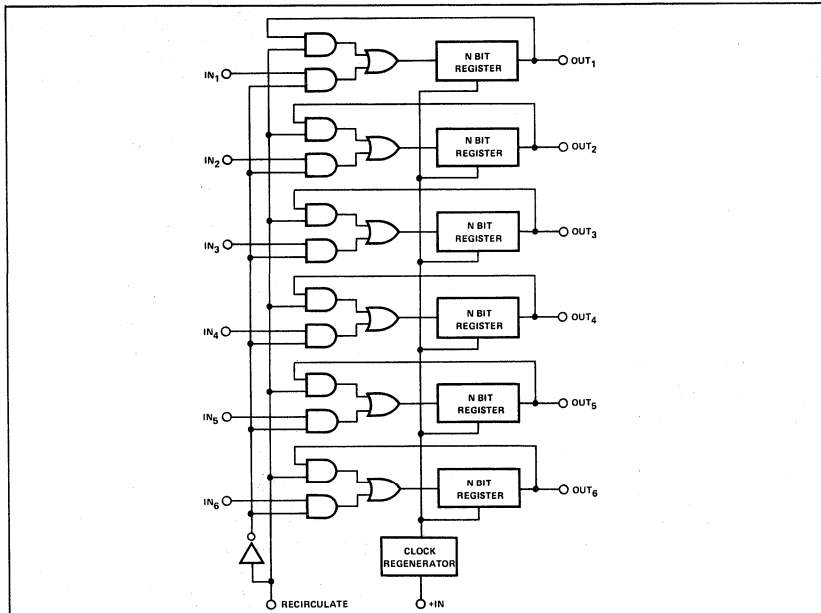 N BIT
REGISTER
IN1
OUT1
N BIT
REGISTER
IN2
OUT2
N BIT
REGISTER
IN3
OUT3
N BIT
REGISTER
IN4
OUT4
N BIT
REGISTER
IN5
OUT5
N BIT
REGISTER
IN6
OUT6
CLOCK
REGENERATOR
RECIRCULATE
+IN